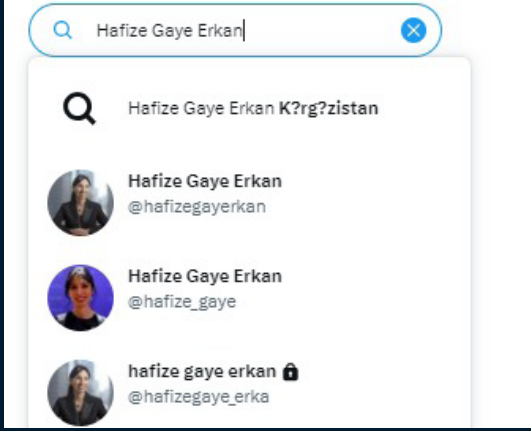 Hafize Gaye Erkan
Hafize Gaye Erkan K?rg?zistan
Hafize Gaye Erkan
@hafizegayerkan
Hafize Gaye Erkan
@hafize_gaye
hafize gaye erkan
@hafizegaye_erka